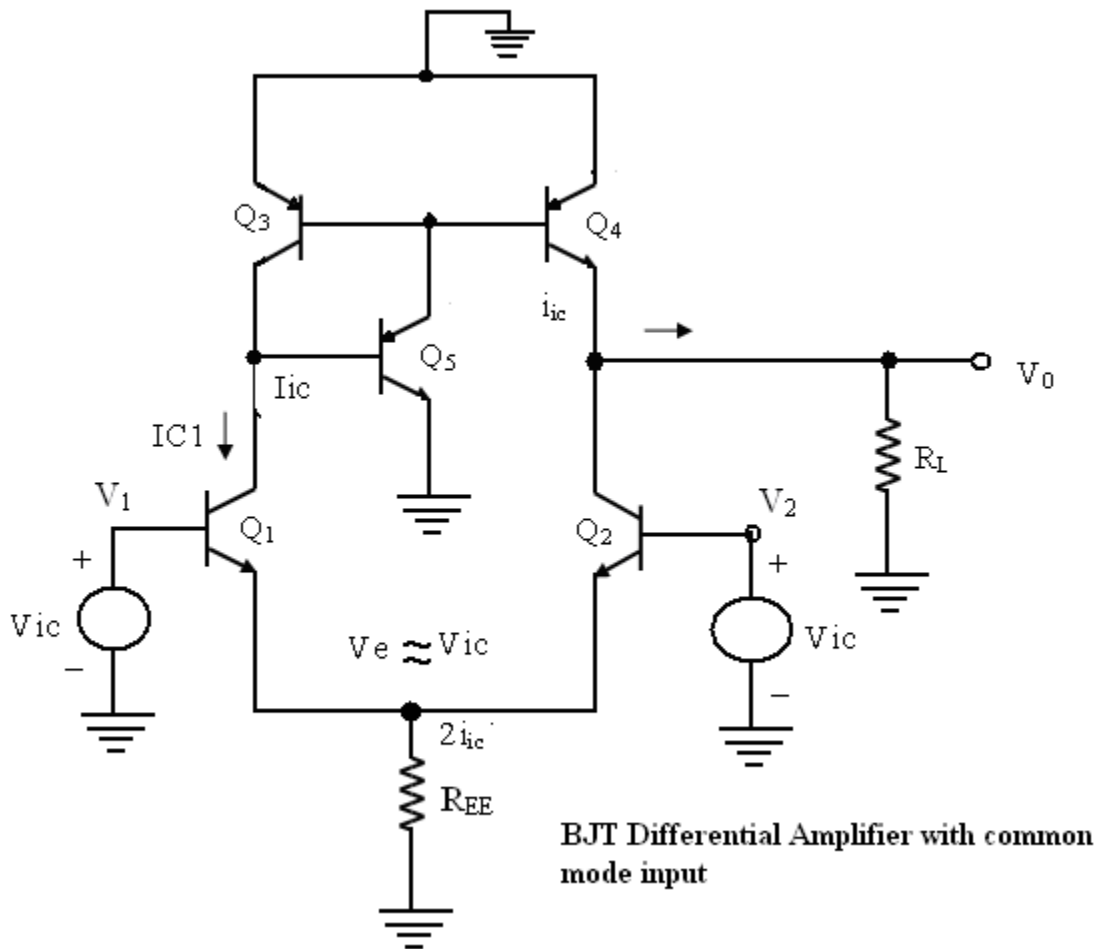 Q3
Q4
iic
Q5
V0
Iic
IC1
RL
V1
V2
Q1
Q2
+
+
Vic
Ve ≈ Vic
Vic
−
−
2iic
REE
BJT Differential Amplifier with common
mode input